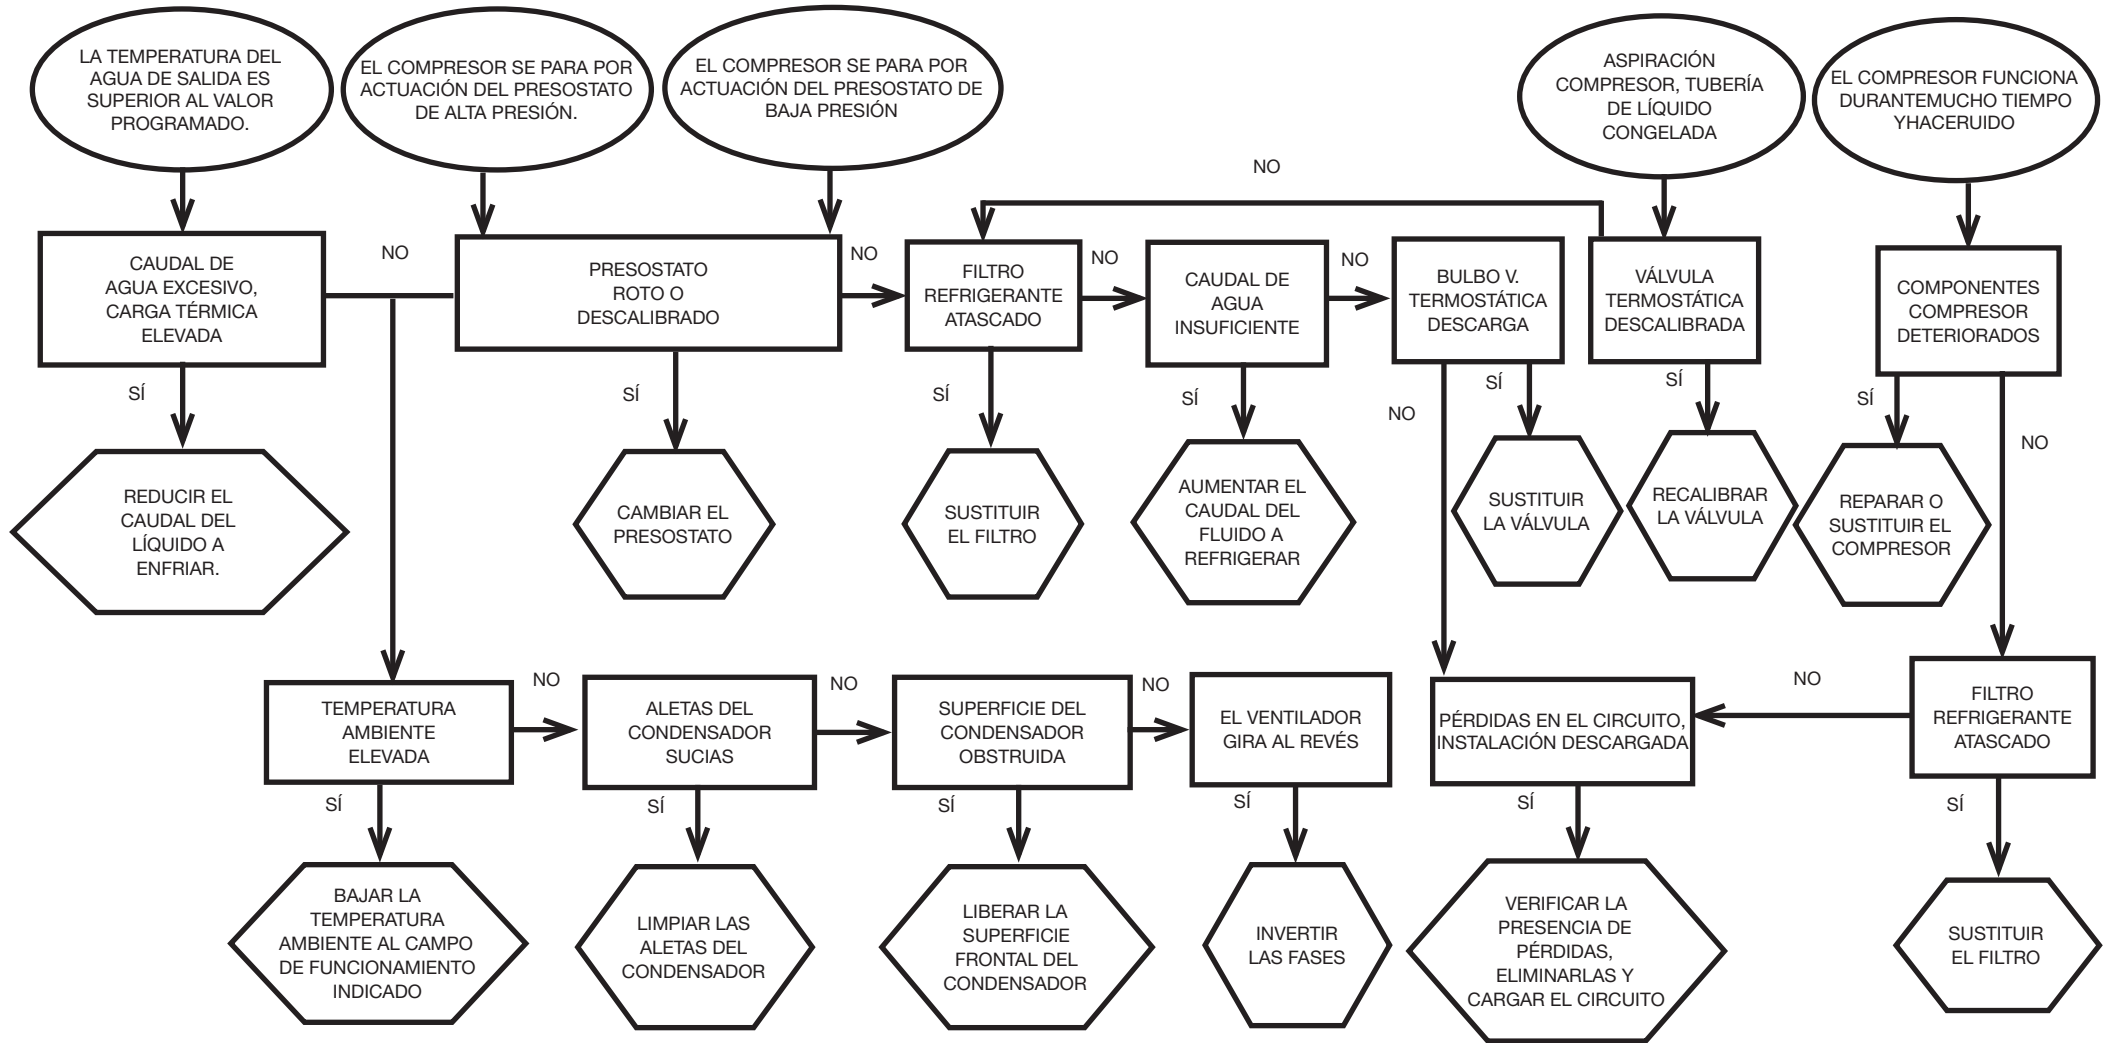 LA TEMPERATURA DEL
AGUA DE SALIDA ES
SUPERIOR AL VALOR
PROGRAMADO.
EL COMPRESOR SE PARA POR
ACTUACIÓN DEL PRESOSTATO
DE ALTA PRESIÓN.
EL COMPRESOR SE PARA POR
ACTUACIÓN DEL PRESOSTATO DE
BAJA PRESIÓN
ASPIRACIÓN
COMPRESOR, TUBERÍA
DE LÍQUIDO
CONGELADA
EL COMPRESOR FUNCIONA
DURANTEMUCHO TIEMPO
YHACERUIDO
NO
CAUDAL DE
AGUA EXCESIVO,
CARGA TÉRMICA
ELEVADA
NO
PRESOSTATO
ROTO O
DESCALIBRADO
NO
FILTRO
REFRIGERANTE
ATASCADO
NO
CAUDAL DE
AGUA
INSUFICIENTE
NO
BULBO V.
TERMOSTÁTICA
DESCARGA
VÁLVULA
TERMOSTÁTICA
DESCALIBRADA
COMPONENTES
COMPRESOR
DETERIORADOS
SÍ
SÍ
SÍ
SÍ
NO
SÍ
SÍ
SÍ
NO
REDUCIR EL
CAUDAL DEL
LÍQUIDO A
ENFRIAR.
CAMBIAR EL
PRESOSTATO
SUSTITUIR
EL FILTRO
AUMENTAR EL
CAUDAL DEL
FLUIDO A
REFRIGERAR
SUSTITUIR
LA VÁLVULA
RECALIBRAR
LA VÁLVULA
REPARAR O
SUSTITUIR EL
COMPRESOR
TEMPERATURA
AMBIENTE
ELEVADA
NO
ALETAS DEL
CONDENSADOR
SUCIAS
NO
SUPERFICIE DEL
CONDENSADOR
OBSTRUIDA
NO
EL VENTILADOR
GIRA AL REVÉS
PÉRDIDAS EN EL CIRCUITO,
INSTALACIÓN DESCARGADA
NO
FILTRO
REFRIGERANTE
ATASCADO
SÍ
SÍ
SÍ
SÍ
SÍ
SÍ
BAJAR LA
TEMPERATURA
AMBIENTE AL CAMPO
DE FUNCIONAMIENTO
INDICADO
LIMPIAR LAS
ALETAS DEL
CONDENSADOR
LIBERAR LA
SUPERFICIE
FRONTAL DEL
CONDENSADOR
INVERTIR
LAS FASES
VERIFICAR LA
PRESENCIA DE
PÉRDIDAS,
ELIMINARLAS Y
CARGAR EL CIRCUITO
SUSTITUIR
EL FILTRO